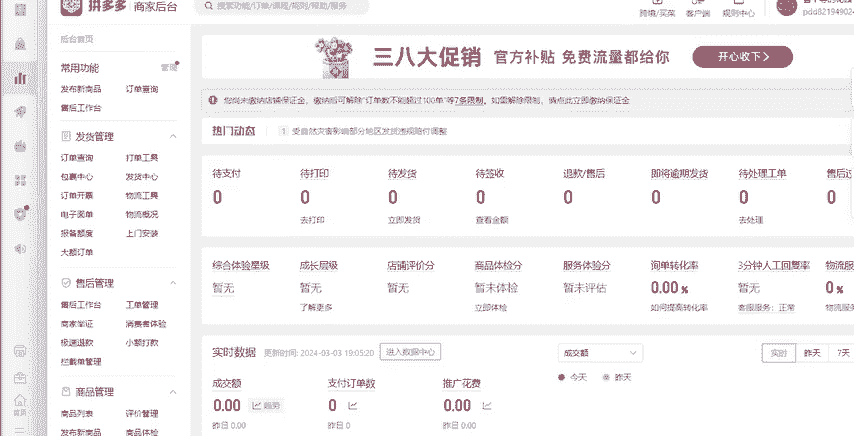 拼多多 商家后台
搜索功能/订单/课程/规则/帮助/服务
跨境/买菜 客户端 规则中心
pdd82194902
后台首页
常用功能 管理
发布新商品 订单查询
售后工作台
发货管理
订单查询 打单工具
包裹中心 发货中心
订单开票 物流工具
电子面单 物流概况
报备额度 上门安装
大额订单
售后管理
售后工作台 工单管理
商家举证 消费者体验
极速退款 小额打款
拦截单管理
商品管理
商品列表 评价管理
发布新商品 商品体检
三八大促销 官方补贴 免费流量都给你 开心收下>
您尚未缴纳店铺保证金,缴纳后可解除"订单数不能超过100单"等7条限制。如需解除限制,请点此立即缴纳保证金
热门动态 1 受自然灾害影响部分地区发货违规赔付调整
待支付 待打印 待发货 待签收 退款/售后 即将逾期发货 待处理工单 售后过
0 0 0 0 0 0 0 0
去打印 立即发货 查看金额 去处理
综合体验星级 成长层级 店铺评价分 商品体检分 服务体验分 询单转化率 3分钟人工回复率 物流服
暂无 暂无 暂无 暂未体检 暂未评估 0.00% 暂无 0%
了解更多 立即体检 如何提高转化率 客服服务:正常 物流服务
实时数据 更新时间: 2024-03-03 19:05:20 进入数据中心
成交额 实时 昨天 7天
今天 昨天
成交额 支付订单数 推广花费
0.00 趋势 0 0.00
昨日 0.00 昨日 0 昨日 0.00